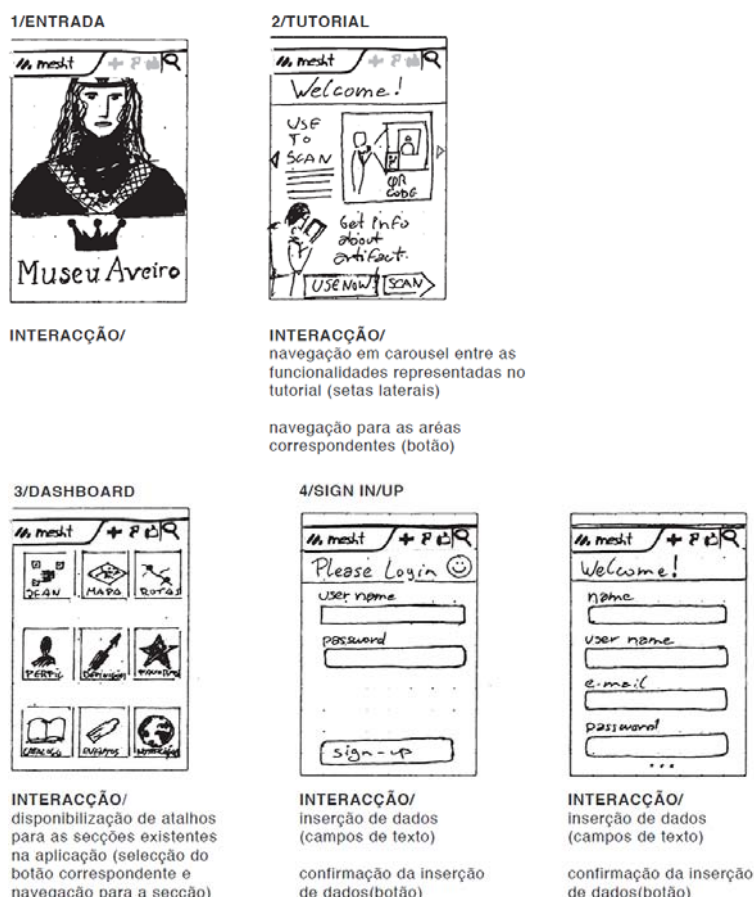 1/ENTRADA
mesht
Museu Aveiro
INTERACÇÃO/
2/TUTORIAL
mesht
Welcome!
USE
TO
SCAN
QR
CODE
Get info
about
artifact.
USE NOW! SCAN
INTERACÇÃO/
navegação em carousel entre as
funcionalidades representadas no
tutorial (setas laterais)
navegação para as aréas
correspondentes (botão)
3/DASHBOARD
mesht
SCAN MAPA ROTAS
PERFIL
CATÁLOGO EVENTOS
INTERACÇÃO/
disponibilização de atalhos
para as secções existentes
na aplicação (selecção do
botão correspondente e
navegação para a secção)
4/SIGN IN/UP
mesht
Please Login
user name
password
sign-up
INTERACÇÃO/
inserção de dados
(campos de texto)
confirmação da inserção
de dados(botão)
mesht
Welcome!
name
user name
e-mail
password
...
INTERACÇÃO/
inserção de dados
(campos de texto)
confirmação da inserção
de dados(botão)